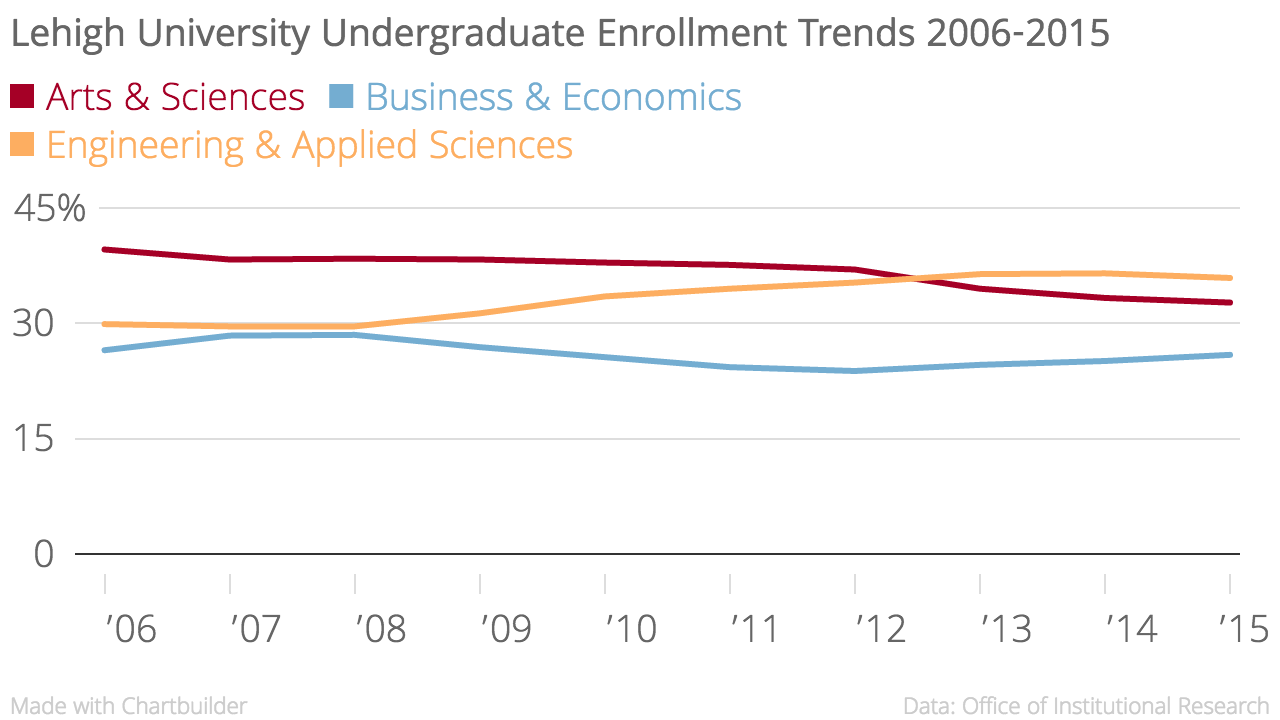 Lehigh University Undergraduate Enrollment Trends 2006-2015
Arts & Sciences Business & Economics
Engineering & Applied Sciences
45%
30
15
0
’06 ’07 ’08 ’09 ’10 ’11 ’12 ’13 ’14 ’15
Made with Chartbuilder Data: Office of Institutional Research